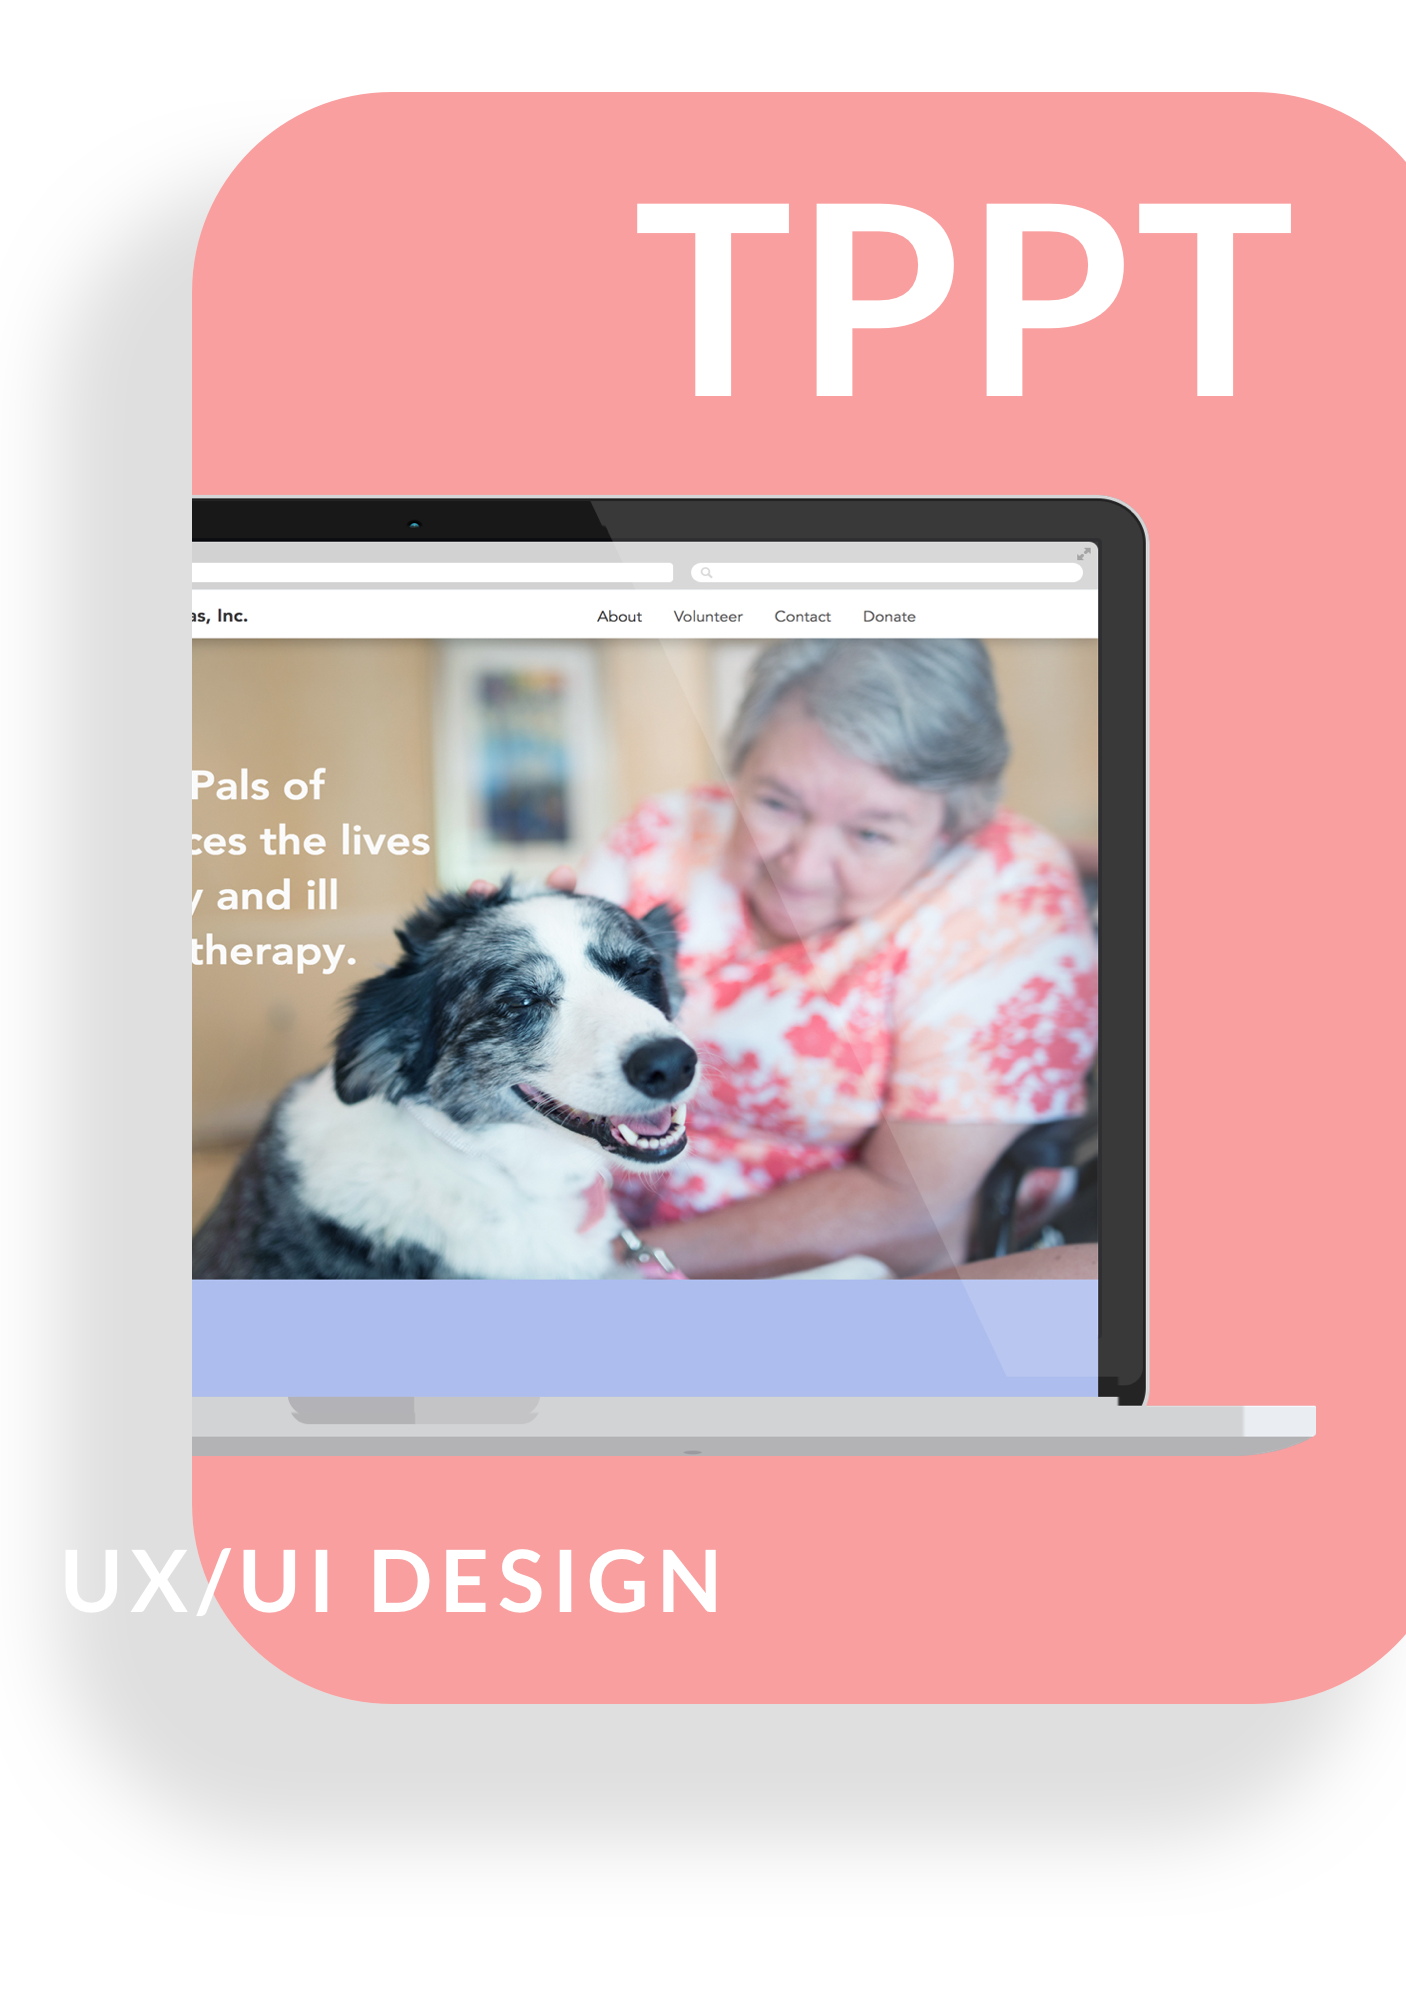 TPPT
as, Inc.
About Volunteer Contact Donate
Pals of
ces the lives
y and ill
therapy.
UX/UI DESIGN